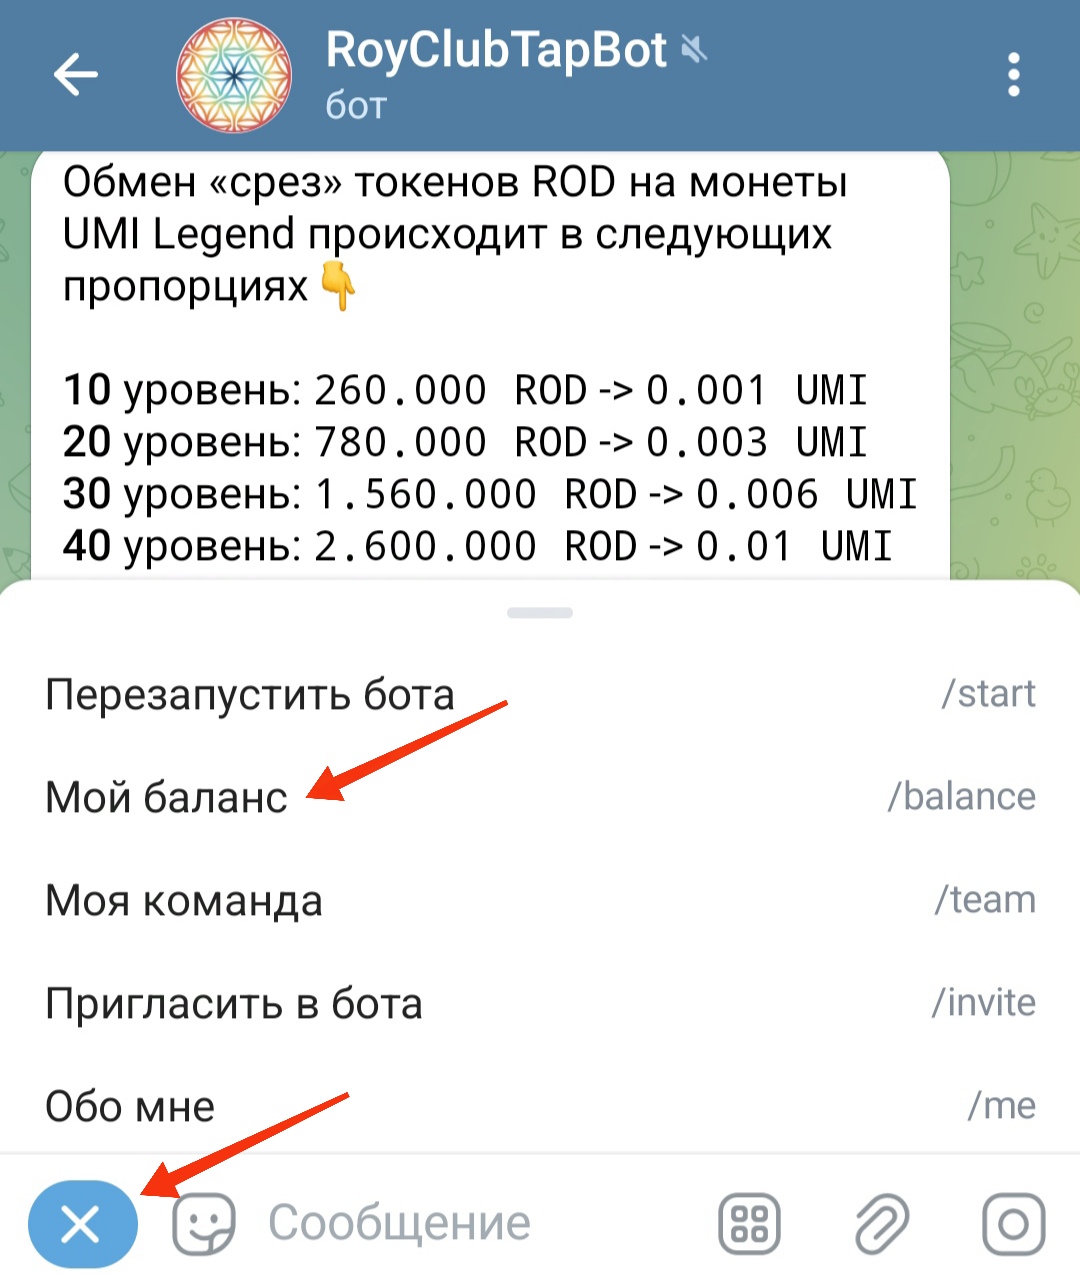 RoyClubTapBot
бот
Обмен «срез» токенов ROD на монеты
UMI Legend происходит в следующих
пропорциях👇
10 уровень: 260.000 ROD -> 0.001 UMI
20 уровень: 780.000 ROD -> 0.003 UMI
30 уровень: 1.560.000 ROD -> 0.006 UMI
40 уровень: 2.600.000 ROD -> 0.01 UMI
Перезапустить бота /start
Мой баланс /balance
Моя команда /team
Пригласить в бота /invite
Обо мне /me
Сообщение